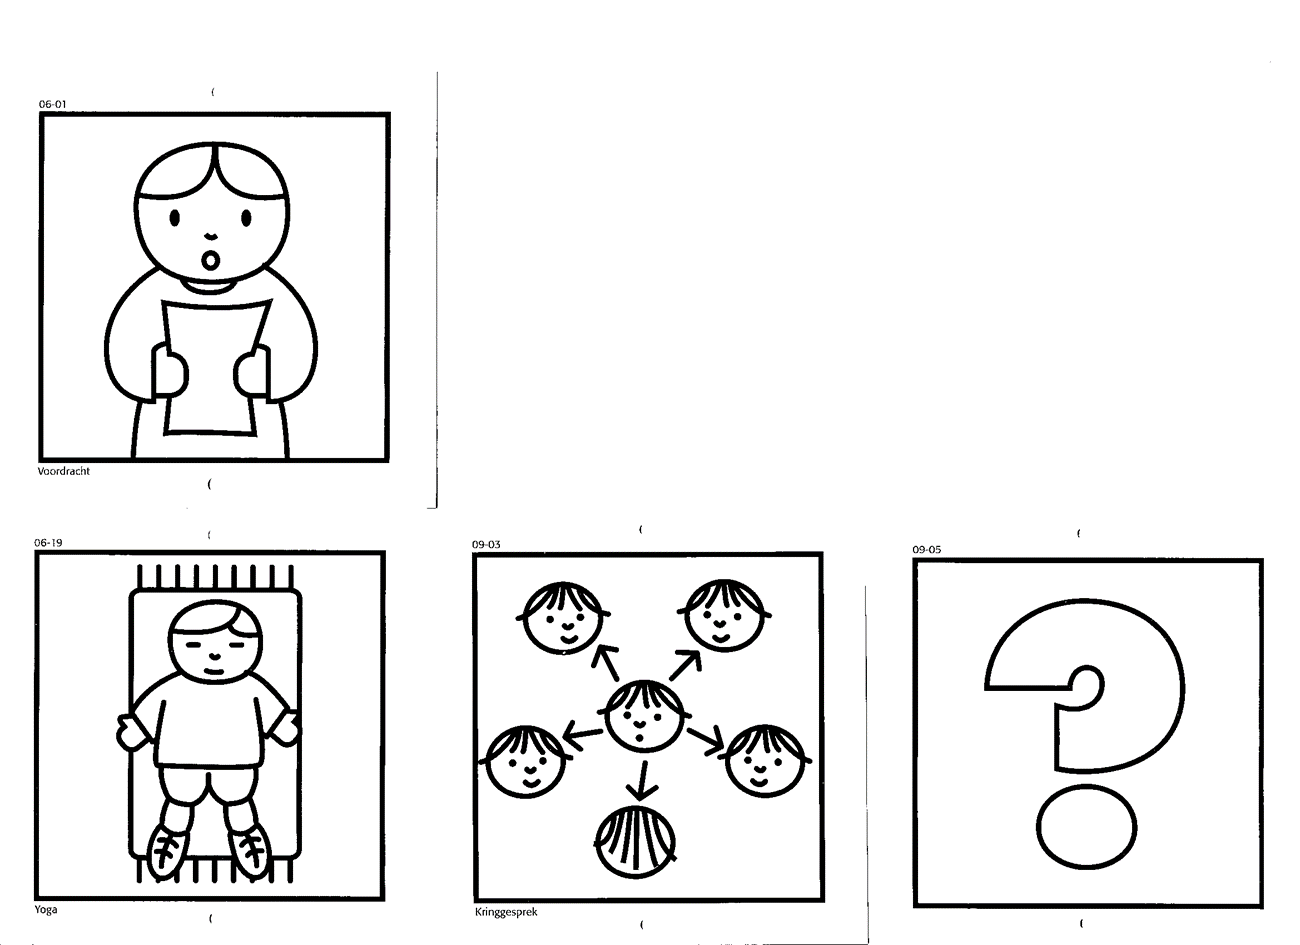 06-01
Voordracht
06-19
09-03
09-05
Yoga
Kringgesprek